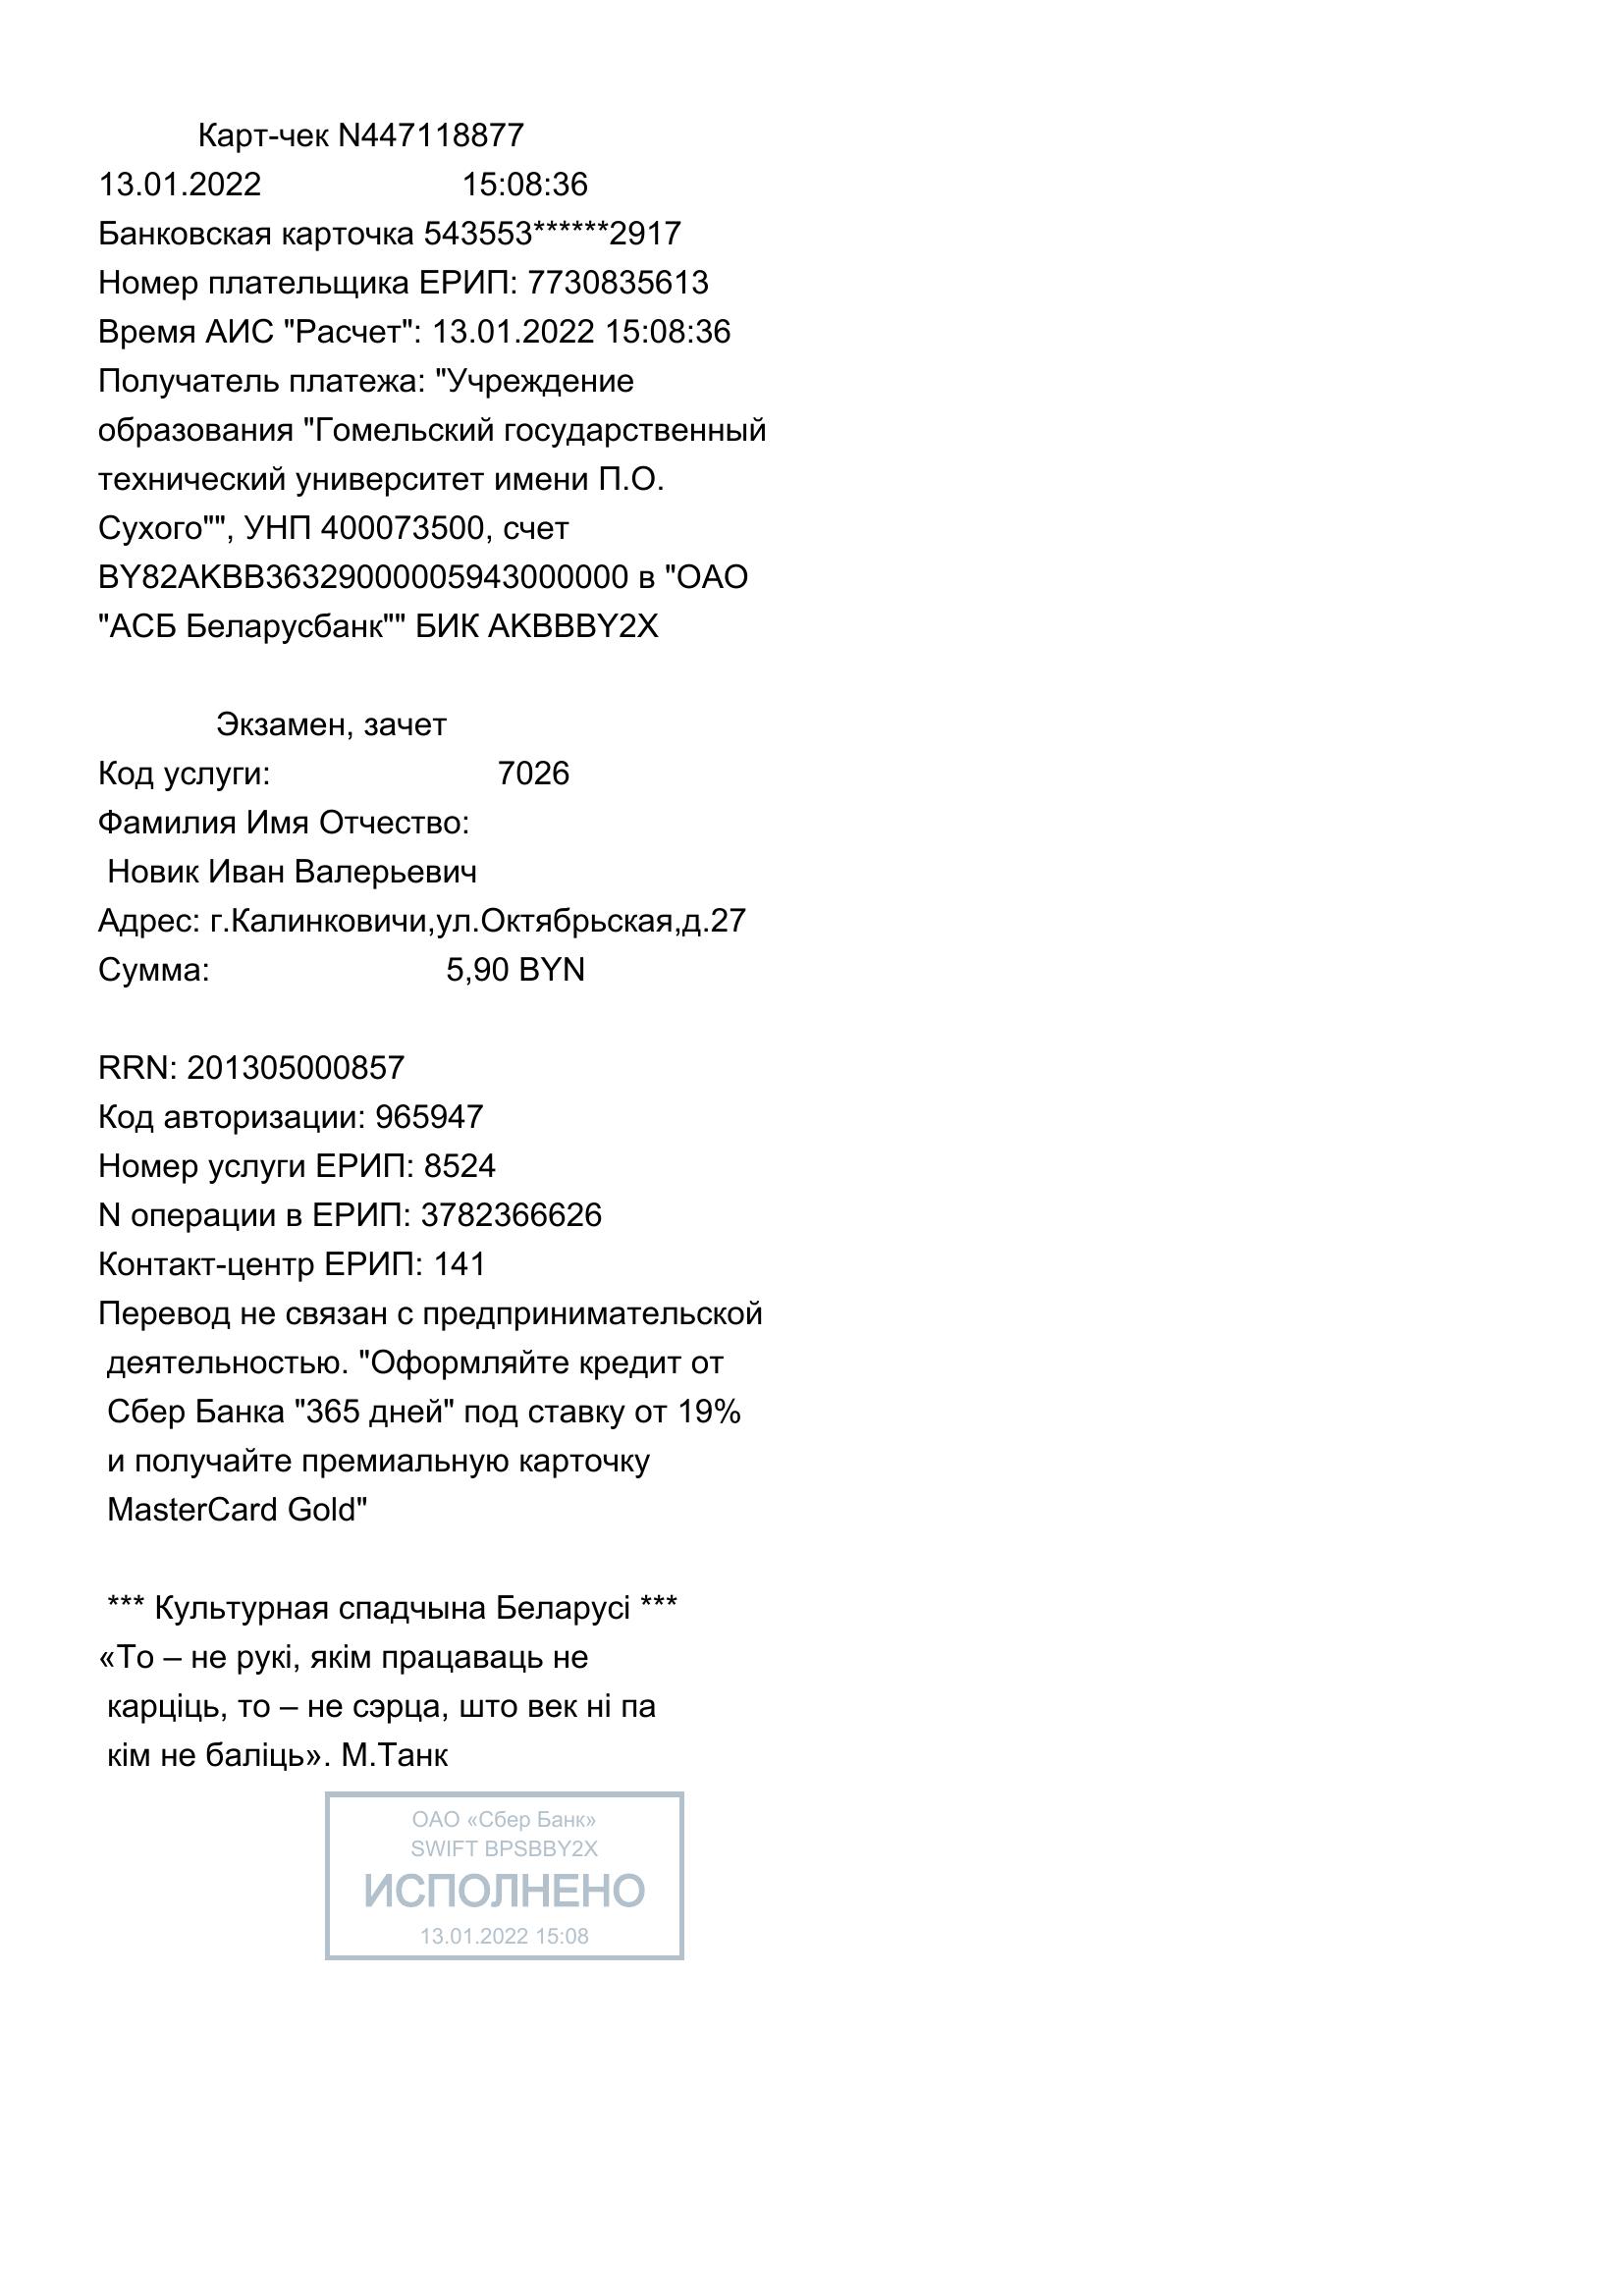 Карт-чек N447118877
13.01.2022 15:08:36
Банковская карточка 543553******2917
Номер плательщика ЕРИП: 7730835613
Время АИС "Расчет": 13.01.2022 15:08:36
Получатель платежа: "Учреждение
образования "Гомельский государственный
технический университет имени П.О.
Сухого"", УНП 400073500, счет
BY82AKBB36329000005943000000 в "ОАО
"АСБ Беларусбанк"" БИК AKBBBY2X
Экзамен, зачет
Код услуги: 7026
Фамилия Имя Отчество:
Новик Иван Валерьевич
Адрес: г.Калинковичи,ул.Октябрьская,д.27
Сумма: 5,90 BYN
RRN: 201305000857
Код авторизации: 965947
Номер услуги ЕРИП: 8524
N операции в ЕРИП: 3782366626
Контакт-центр ЕРИП: 141
Перевод не связан с предпринимательской
деятельностью. "Оформляйте кредит от
Сбер Банка "365 дней" под ставку от 19%
и получайте премиальную карточку
MasterCard Gold"
*** Культурная спадчына Беларусі ***
«То – не рукі, якім працаваць не
карціць, то – не сэрца, што век ні па
кім не баліць». М.Танк
ОАО «Сбер Банк»
SWIFT BPSBBY2X
ИСПОЛНЕНО
13.01.2022 15:08